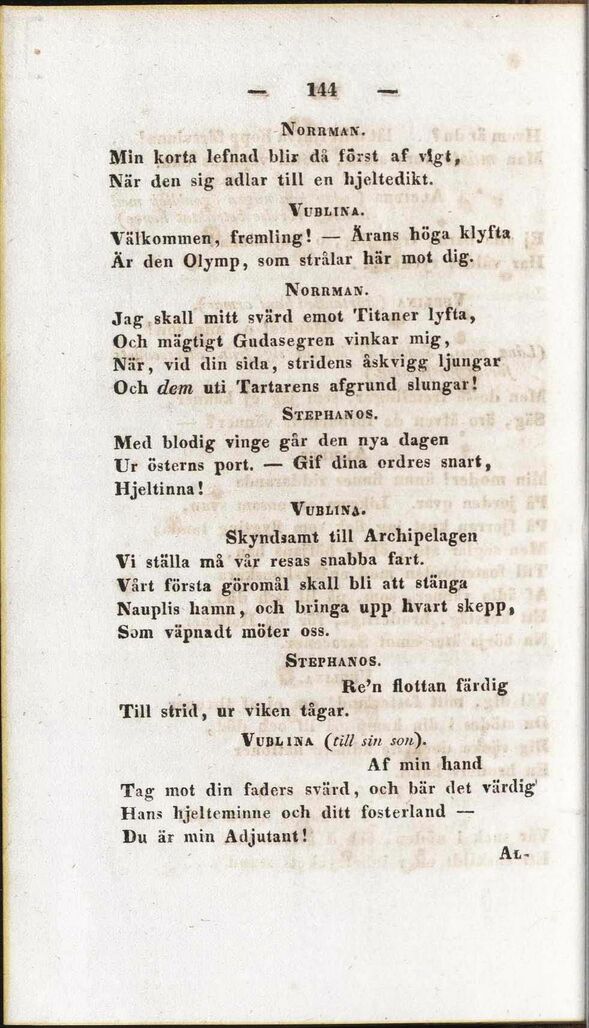 — 144 —
NORRMAN.
Min korta lefnad blir då först af vigt,
När den sig adlar till en hjeltedikt.
VUBLINA.
Välkommen, fremling! — Ärans höga klyfta
Är den Olymp, som strålar här mot dig.
NORRMAN.
Jag skall mitt svärd emot Titaner lyfta,
Och mägtigt Gudasegren vinkar mig,
När, vid din sida, stridens åskvigg ljungar
Och dem uti Tartarens afgrund slungar!
STEPHANOS.
Med blodig vinge går den nya dagen
Ur österns port. — Gif dina ordres snart,
Hjeltinna!
VUBLINA.
Skyndsamt till Archipelagen
Vi ställa må vår resas snabba fart.
Vårt första göromål skall bli att stänga
Nauplis hamn, och bringa upp hvart skepp,
Som väpnadt möter oss.
STEPHANOS.
Re'n flottan färdig
Till strid, ur viken tågar.
VUBLINA (till sin son).
Af min hand
Tag mot din faders svärd, och bär det värdig'
Hans hjelteminne och ditt fosterland —
Du är min Adjutant!
AL-